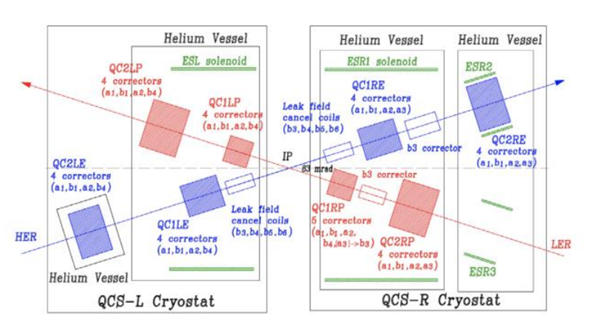 Helium Vessel
ESL solenoid
QC2LP
4 correctors
(a1,b1,a2,b4)
QC1LP
4 correctors
(a1,b1,a2,b4)
QC2LE
4 correctors
(a1,b1,a2,b4)
HER
QC1LE
4 correctors
(a1,b1,a2,b4)
Leak field
cancel coils
(b3,b4,b5,b6)
Helium Vessel
QCS-L Cryostat
IP
83 mrad
Helium Vessel
Helium Vessel
ESR1 solenoid
ESR2
QC1RE
4 correctors
(a1,b1,a2,a3)
Leak field
cancel coils
(b3,b4,b5,b6)
b3 corrector
QC2RE
4 correctors
(a1,b1,a2,a3)
b3 corrector
QC1RP
5 correctors
(a1,b1,a2,
b4,a3|->b3)
QC2RP
4 correctors
(a1,b1,a2,a3)
LER
ESR3
QCS-R Cryostat